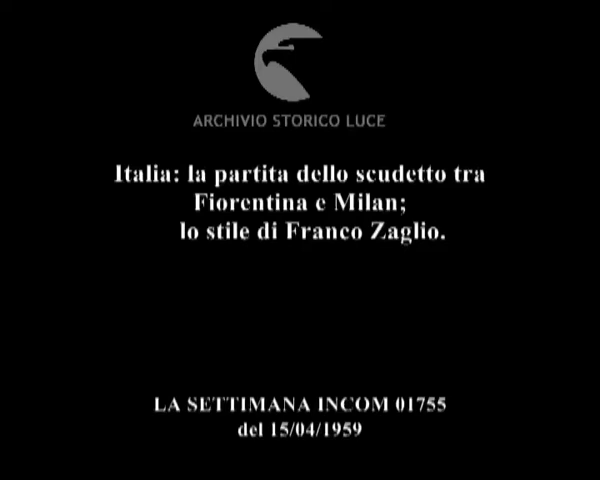 ARCHIVIO STORICO LUCE
Italia: la partita dello scudetto tra
Fiorentina e Milan;
lo stile di Franco Zaglio.
LA SETTIMANA INCOM 01755
del 15/04/1959